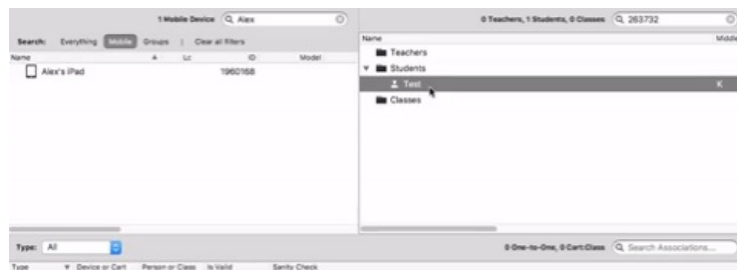 1 Mobile Device Alex
Search: Everything Mobile Groups | Clear all filters
Name Lc ID Model
Alex's iPad 1960168
0 Teachers, 1 Students, 0 Classes 263732
Name Middle
Teachers
Students
Test K
Classes
Type: All
0 One-to-One, 0 Cart:Class Search Associations...
Type Device or Cart Person or Class Is Valid Sanity Check